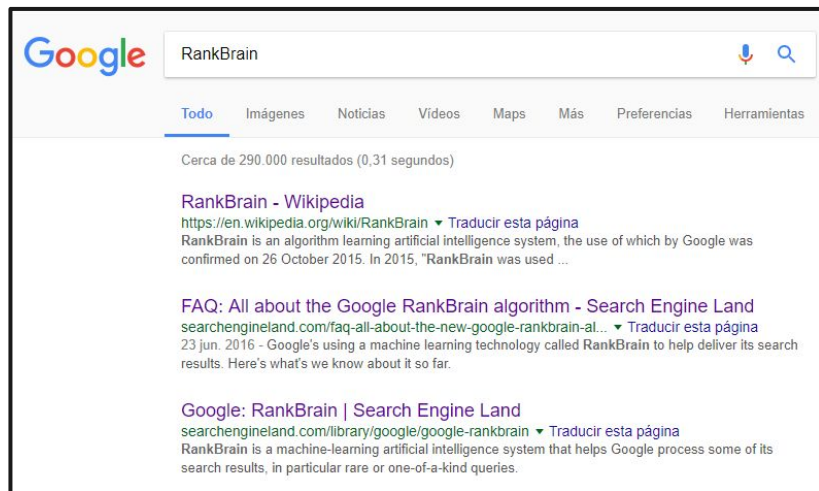 Google
RankBrain
Todo Imágenes Noticias Vídeos Maps Más Preferencias Herramientas
Cerca de 290.000 resultados (0,31 segundos)
RankBrain - Wikipedia
https://en.wikipedia.org/wiki/RankBrain ▾ Traducir esta página
RankBrain is an algorithm learning artificial intelligence system, the use of which by Google was
confirmed on 26 October 2015. In 2015, "RankBrain was used ...
FAQ: All about the Google RankBrain algorithm - Search Engine Land
searchengineland.com/faq-all-about-the-new-google-rankbrain-al... ▾ Traducir esta página
23 jun. 2016 - Google's using a machine learning technology called RankBrain to help deliver its search
results. Here's what's we know about it so far.
Google: RankBrain | Search Engine Land
searchengineland.com/library/google/google-rankbrain ▾ Traducir esta página
RankBrain is a machine-learning artificial intelligence system that helps Google process some of its
search results, in particular rare or one-of-a-kind queries.